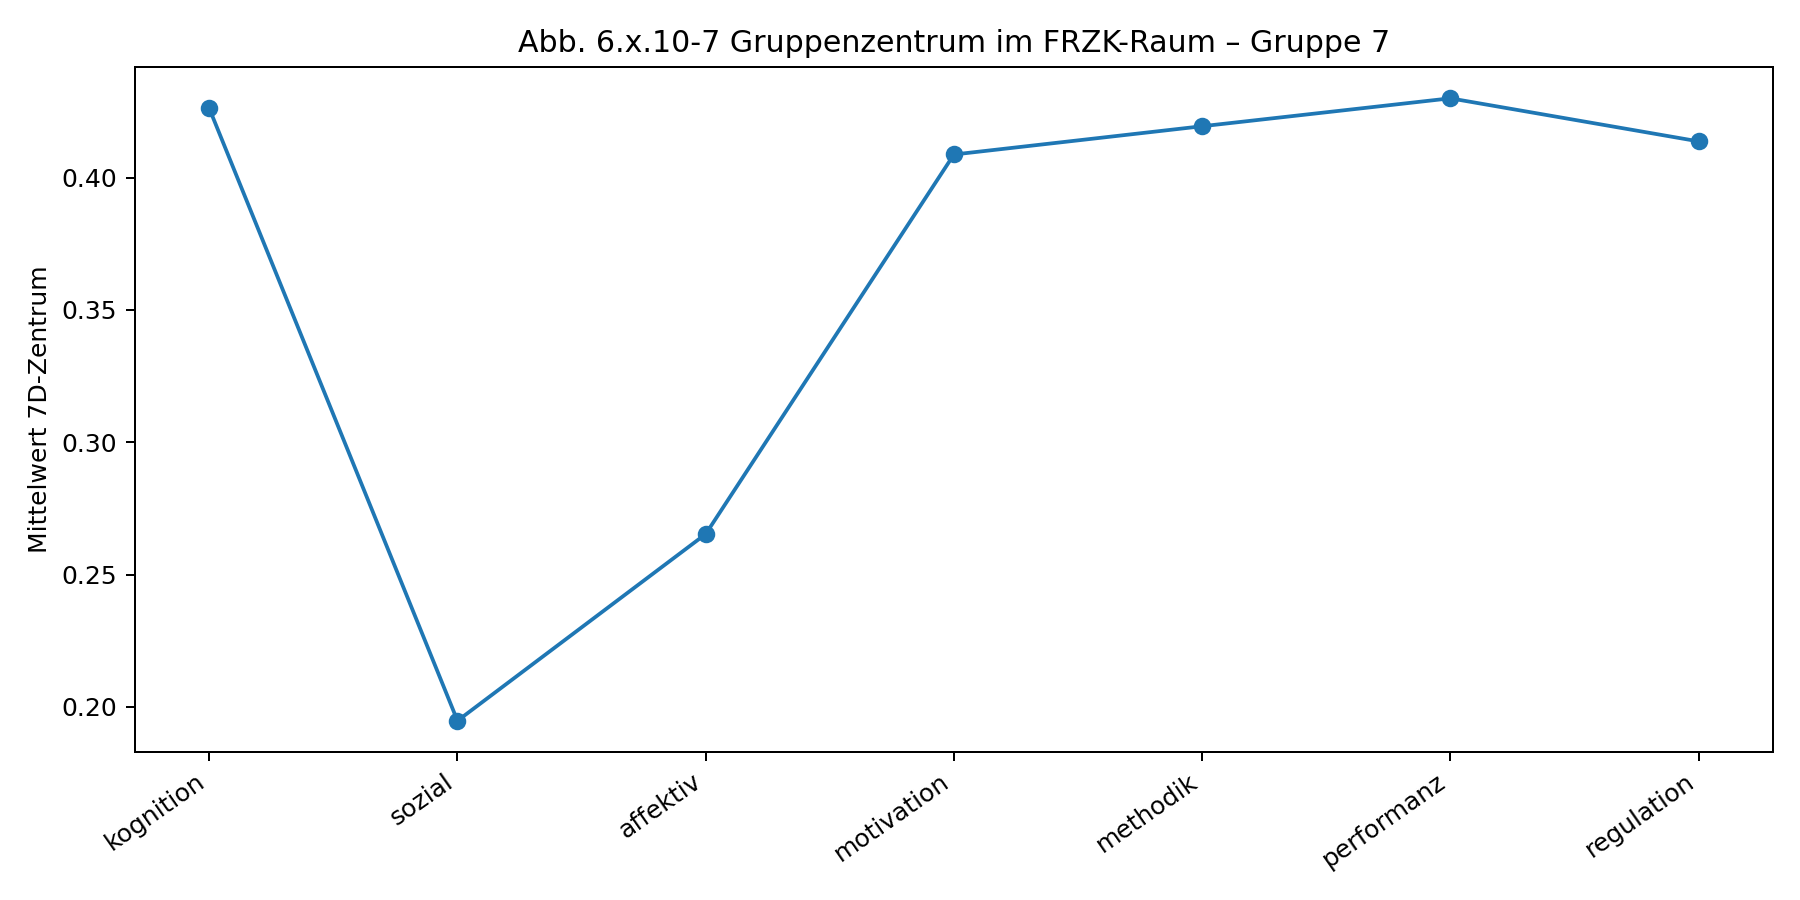 Abb. 6.x.10-7 Gruppenzentrum im FRZK-Raum – Gruppe 7
Mittelwert 7D-Zentrum
0.40
0.35
0.30
0.25
0.20
kognition
sozial
affektiv
motivation
methodik
performanz
regulation